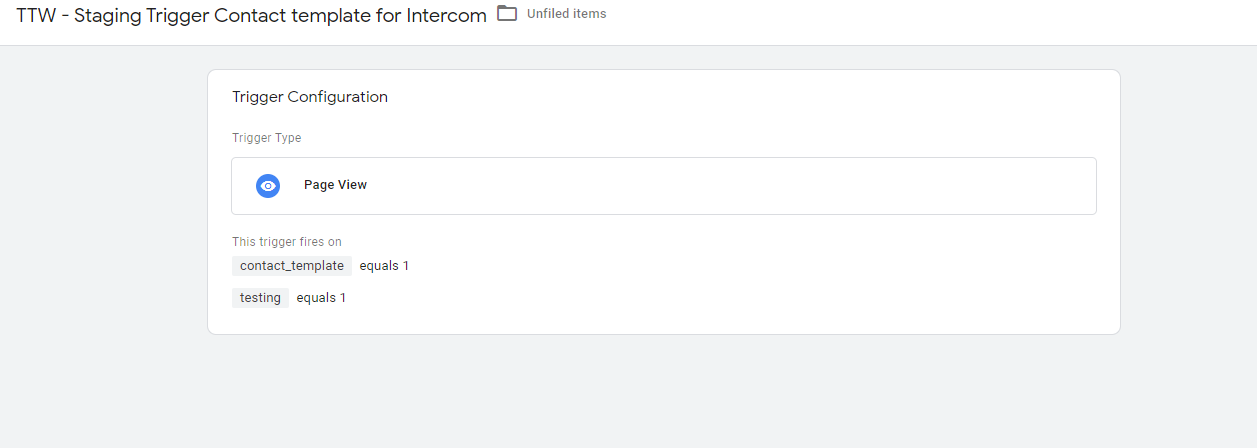 TTW - Staging Trigger Contact template for Intercom Unfiled items
Trigger Configuration
Trigger Type
Page View
This trigger fires on
contact_template equals 1
testing equals 1